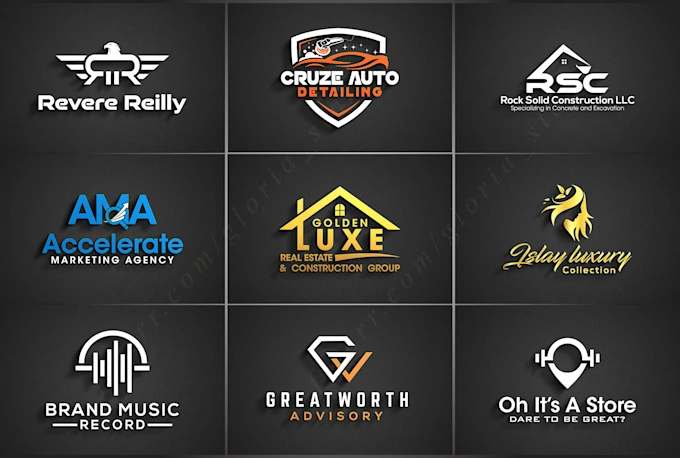 RR
Revere Reilly
CRUZE AUTO
DETAILING
RSC
Rock Solid Construction LLC
Specializing In Concrete and Excavation
AMA
Accelerate
MARKETING AGENCY
GOLDEN
LUXE
REAL ESTATE
& CONSTRUCTION GROUP
Islay luxury
Collection
BRAND MUSIC
RECORD
GW
GREATWORTH
ADVISORY
Oh It's A Store
DARE TO BE GREAT?